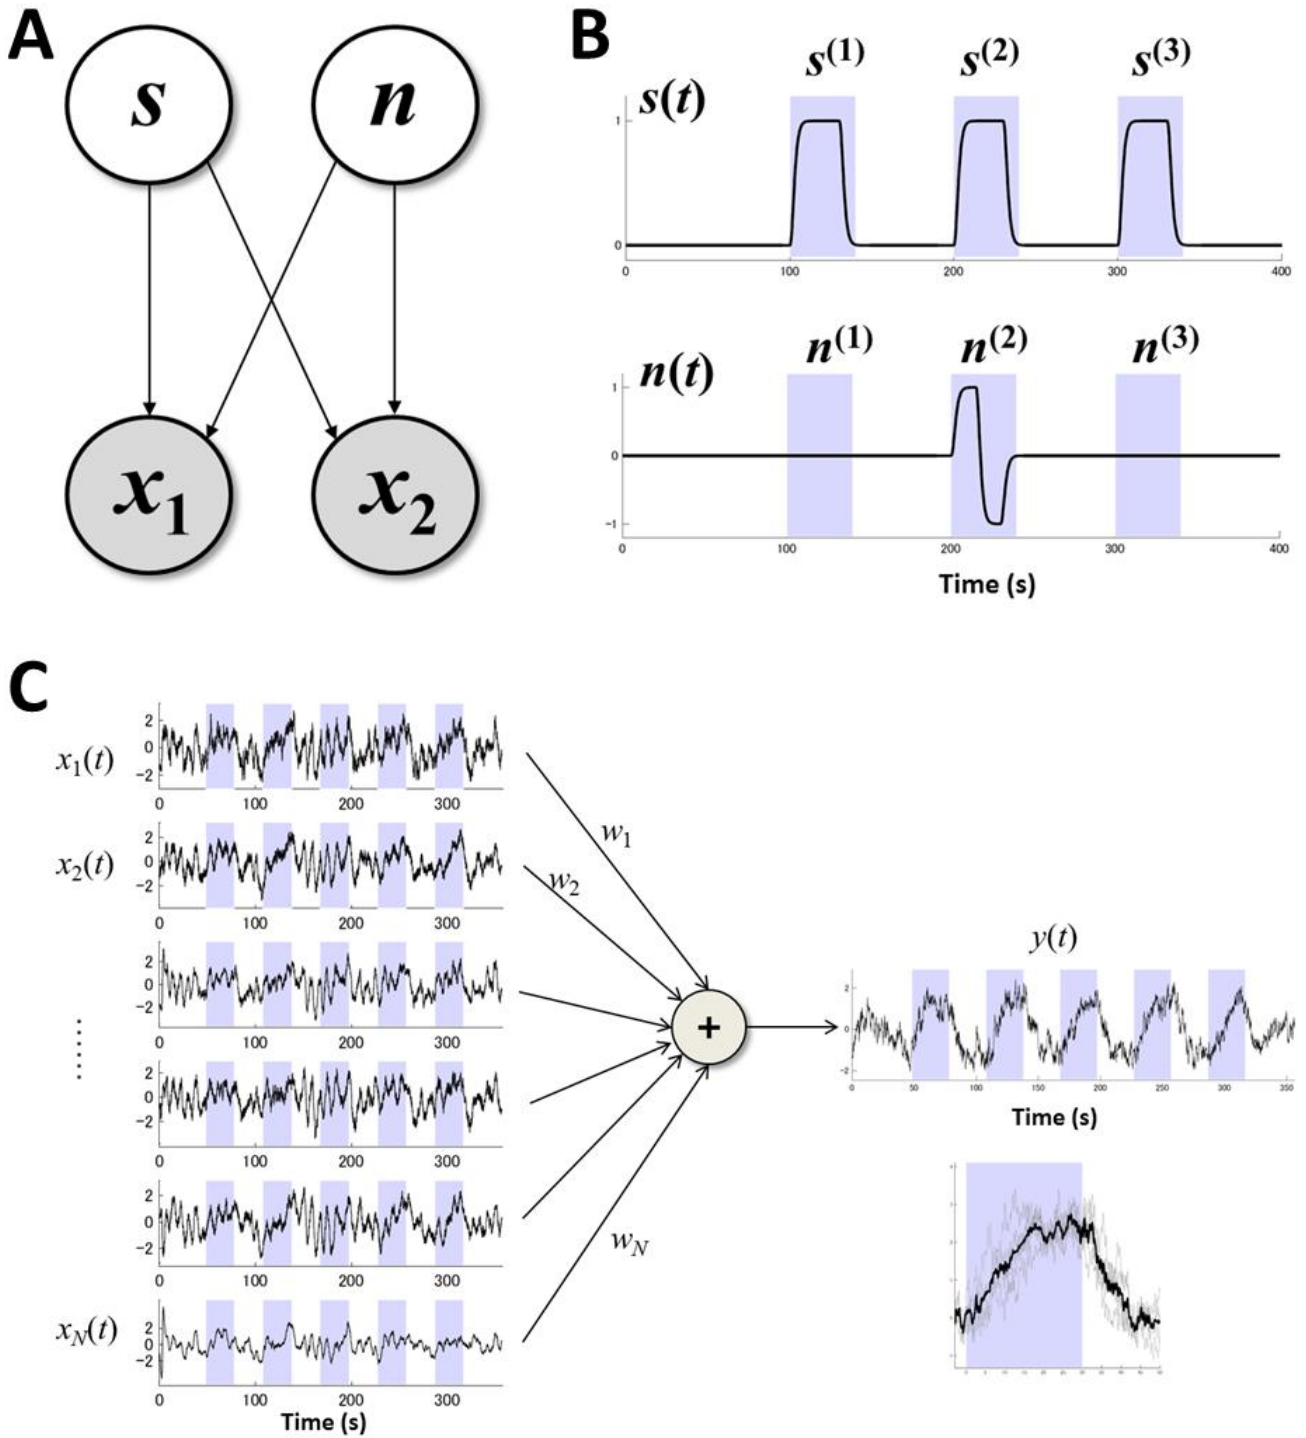 A
s
n
x1
x2
B
s(1) s(2) s(3)
s(t)
1
0
0 100 200 300 400
n(1) n(2) n(3)
n(t)
1
0
−1
0 100 200 300 400
Time (s)
C
x1(t)
2
0
−2
0 100 200 300
x2(t)
2
0
−2
0 100 200 300
2
0
−2
0 100 200 300
2
0
−2
0 100 200 300
2
0
−2
0 100 200 300
xN(t)
2
0
−2
0 100 200 300
Time (s)
w1
w2
wN
+
y(t)
2
0
−2
0 50 100 150 200 250 300 350
Time (s)